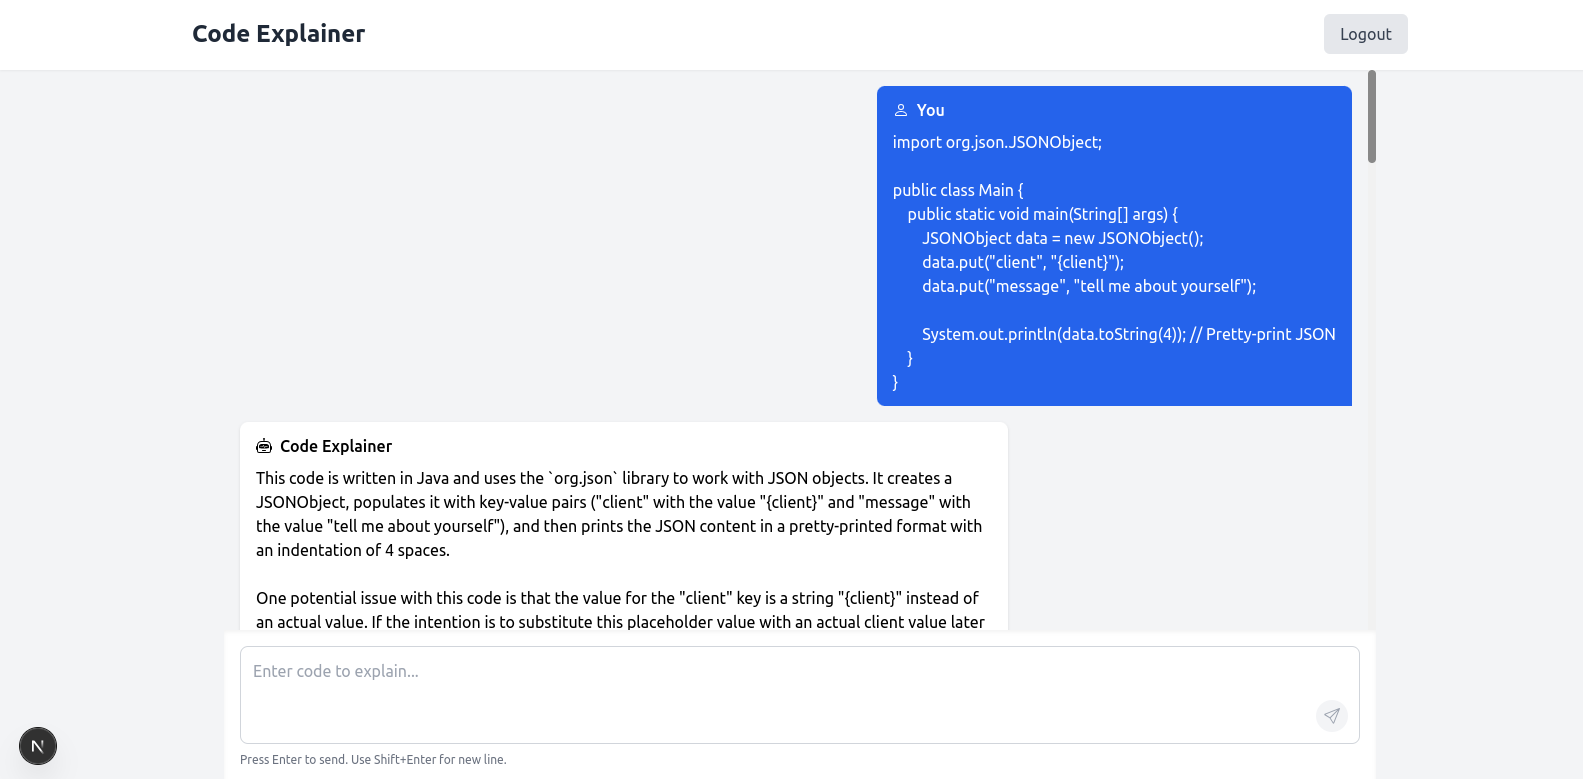 Code Explainer
Logout
You
import org.json.JSONObject;
public class Main {
    public static void main(String[] args) {
        JSONObject data = new JSONObject();
        data.put("client", "{client}");
        data.put("message", "tell me about yourself");
        System.out.println(data.toString(4)); // Pretty-print JSON
    }
}
Code Explainer
This code is written in Java and uses the `org.json` library to work with JSON objects. It creates a
JSONObject, populates it with key-value pairs ("client" with the value "{client}" and "message" with
the value "tell me about yourself"), and then prints the JSON content in a pretty-printed format with
an indentation of 4 spaces.
One potential issue with this code is that the value for the "client" key is a string "{client}" instead of
an actual value. If the intention is to substitute this placeholder value with an actual client value later
Enter code to explain...
N
Press Enter to send. Use Shift+Enter for new line.